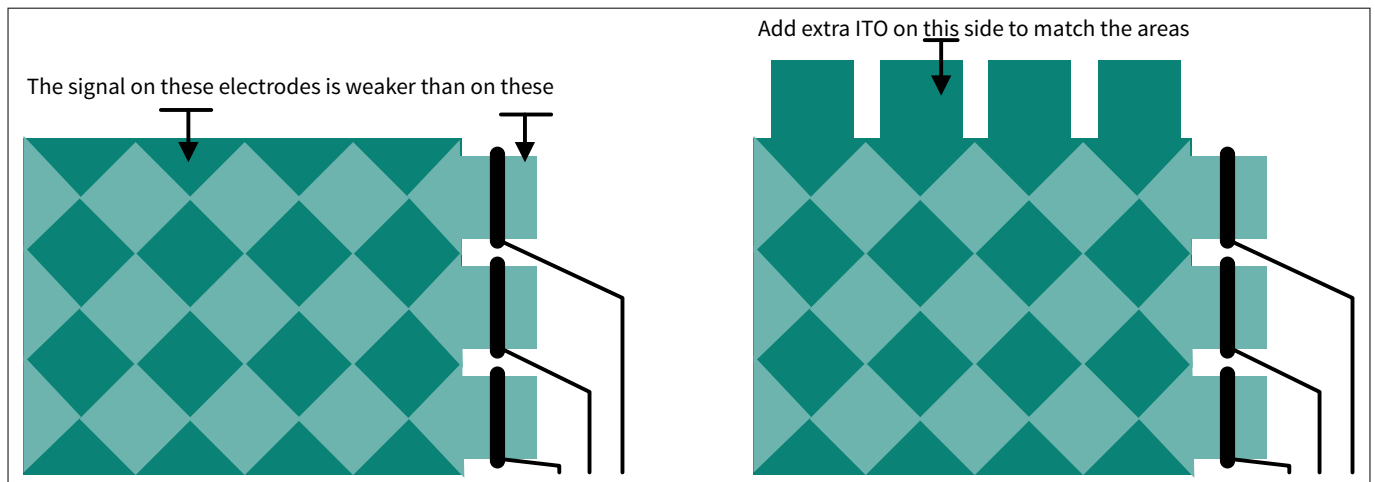 Add extra ITO on this side to match the areas
The signal on these electrodes is weaker than on these